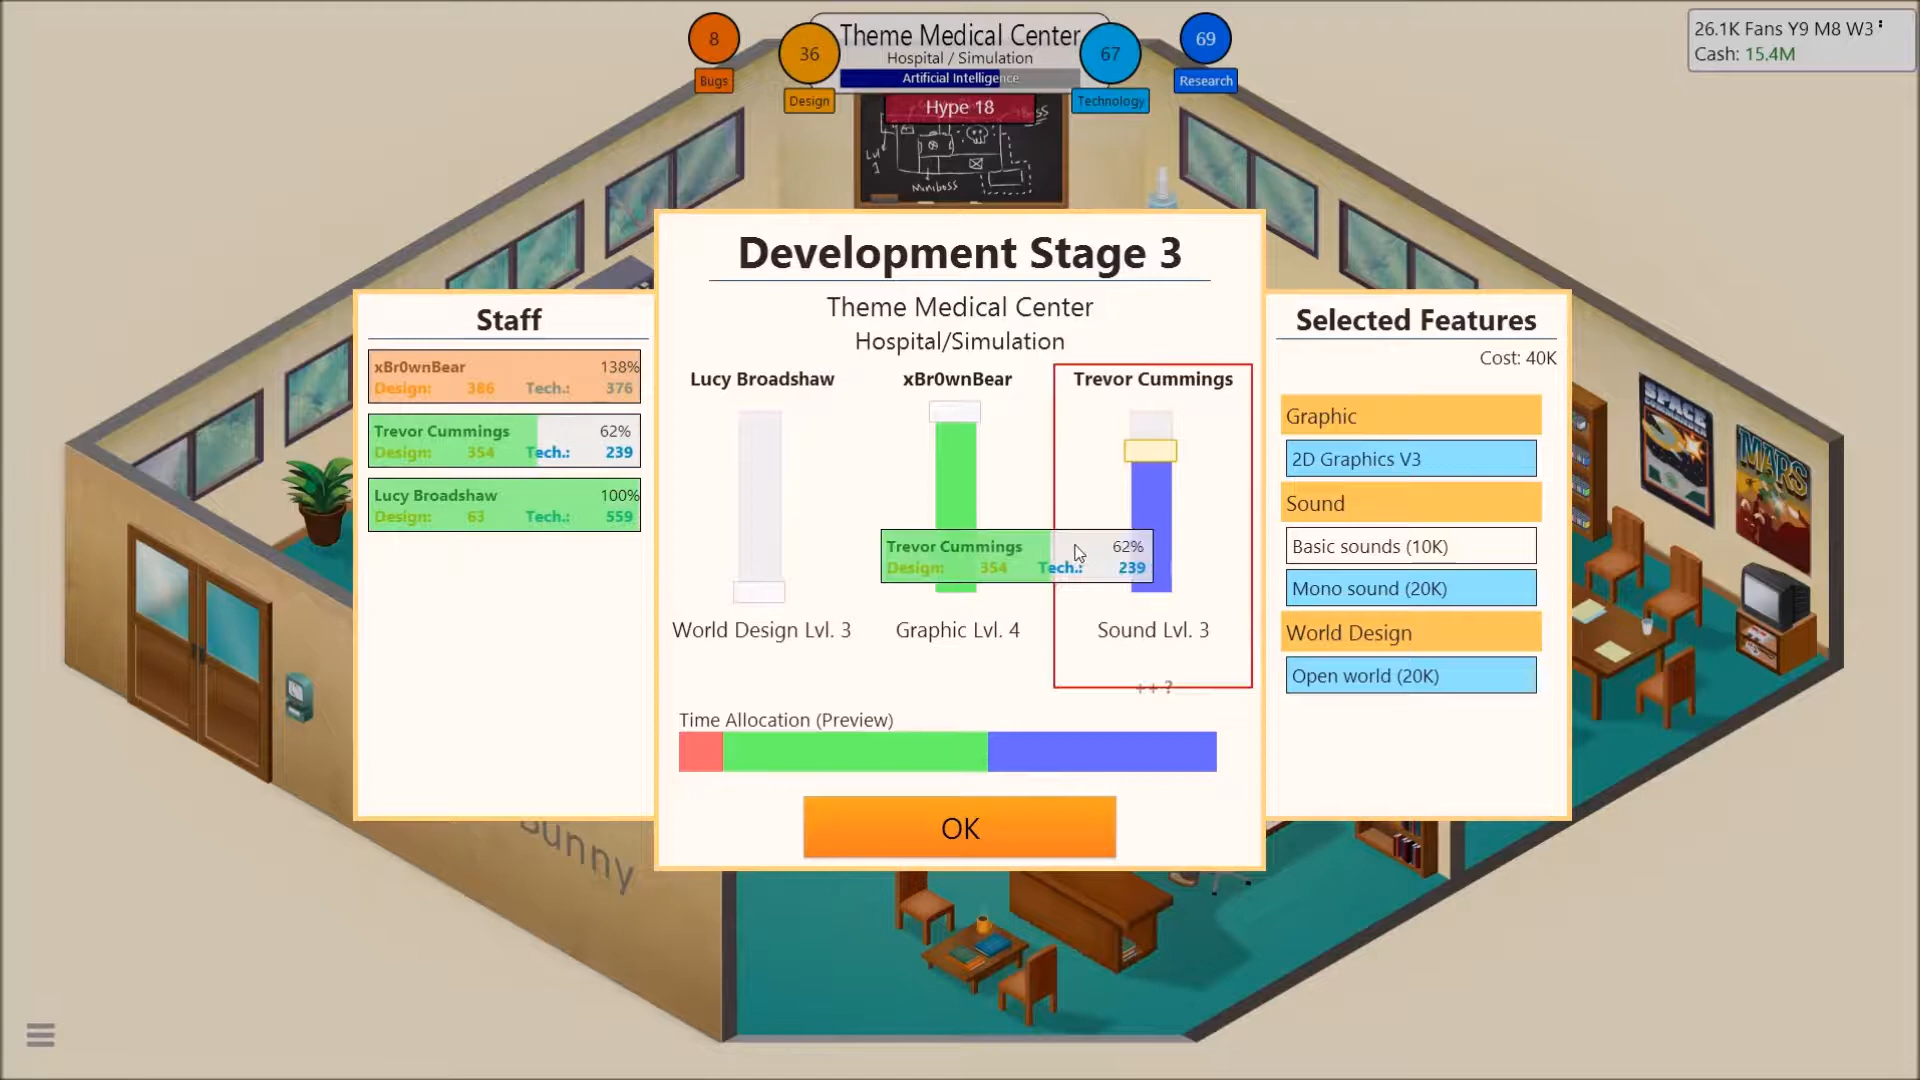 8
Bugs
36
Design
Theme Medical Center
Hospital / Simulation
Artificial Intelligence
Hype 18
67
Technology
69
Research
26.1K Fans Y9 M8 W3
Cash: 15.4M
Lvl
1
Miniboss
SPACE
MARS
Development Stage 3
Theme Medical Center
Hospital/Simulation
Staff
xBr0wnBear 138%
Design: 386 Tech.: 376
Trevor Cummings 62%
Design: 354 Tech.: 239
Lucy Broadshaw 100%
Design: 63 Tech.: 559
Lucy Broadshaw
xBr0wnBear
Trevor Cummings
Trevor Cummings 62%
Design: 354 Tech.: 239
World Design Lvl. 3
Graphic Lvl. 4
Sound Lvl. 3
++ ?
Time Allocation (Preview)
OK
Selected Features
Cost: 40K
Graphic
2D Graphics V3
Sound
Basic sounds (10K)
Mono sound (20K)
World Design
Open world (20K)
Bunny